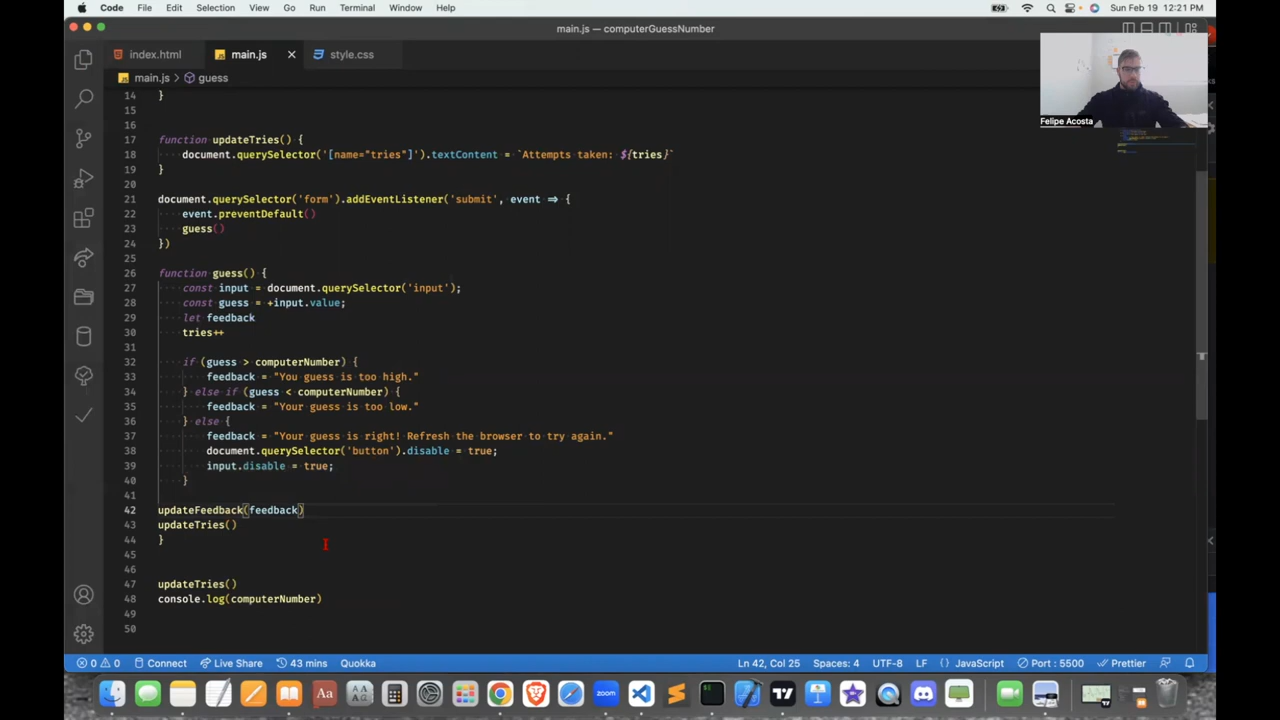 Code File Edit Selection View Go Run Terminal Window Help Sun Feb 19 12:21 PM
main.js — computerGuessNumber
index.html main.js style.css
main.js > guess
Felipe Acosta
14 }
15
16
17 function updateTries() {
18 document.querySelector('[name="tries"]').textContent = `Attempts taken: ${tries}`
19 }
20
21 document.querySelector('form').addEventListener('submit', event => {
22 event.preventDefault()
23 guess()
24 })
25
26 function guess() {
27 const input = document.querySelector('input');
28 const guess = +input.value;
29 let feedback
30 tries++
31
32 if (guess > computerNumber) {
33 feedback = "You guess is too high."
34 } else if (guess < computerNumber) {
35 feedback = "Your guess is too low."
36 } else {
37 feedback = "Your guess is right! Refresh the browser to try again."
38 document.querySelector('button').disable = true;
39 input.disable = true;
40 }
41
42 updateFeedback(feedback)
43 updateTries()
44 }
45
46
47 updateTries()
48 console.log(computerNumber)
49
50
0 0 Connect Live Share 43 mins Quokka Ln 42, Col 25 Spaces: 4 UTF-8 LF {} JavaScript Port : 5500 Prettier
Aa zoom